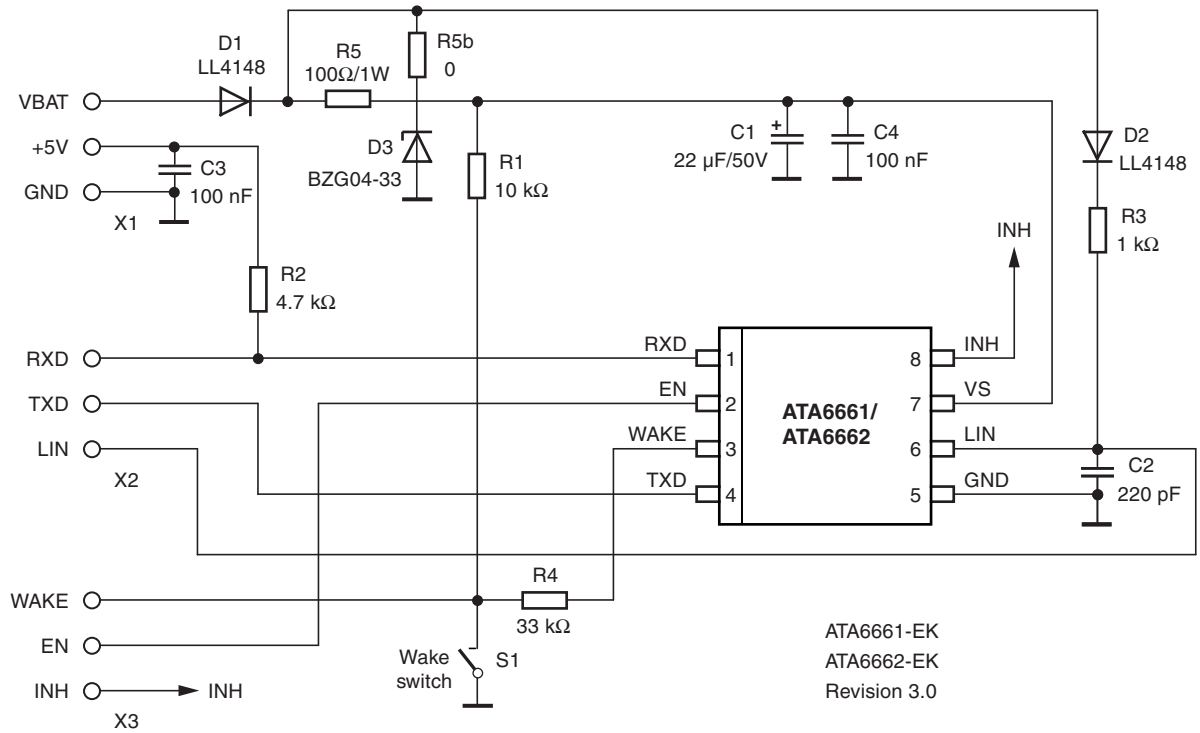 D1
LL4148
R5
100Ω/1W
R5b
0
VBAT
+5V
GND
X1
C3
100 nF
D3
BZG04-33
R1
10 kΩ
C1
+
22 µF/50V
C4
100 nF
D2
LL4148
R3
1 kΩ
INH
R2
4.7 kΩ
RXD
TXD
LIN
X2
RXD
1
EN
2
WAKE
3
TXD
4
ATA6661/
ATA6662
8
INH
7
VS
6
LIN
5
GND
C2
220 pF
WAKE
EN
INH
INH
X3
R4
33 kΩ
Wake
switch
S1
ATA6661-EK
ATA6662-EK
Revision 3.0